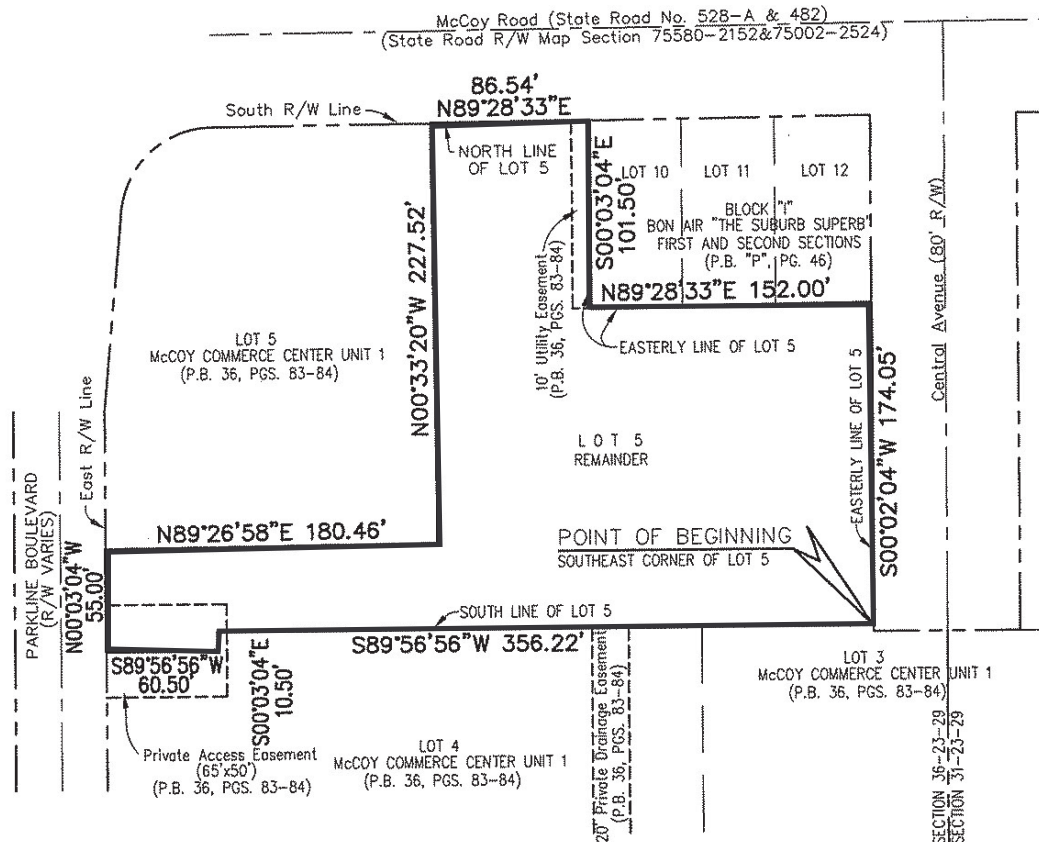 McCoy Road (State Road No. 528-A & 482)
(State Road R/W Map Section 75580-2152&75002-2524)
86.54'
N89°28'33"E
South R/W Line
NORTH LINE
OF LOT 5
S00°03'04"E
101.50'
LOT 10
LOT 11
LOT 12
BLOCK "I"
BON AIR "THE SUBURB SUPERB"
FIRST AND SECOND SECTIONS
(P.B. "P", PG. 46)
N00°33'20"W 227.52'
10' Utility Easement
(P.B. 36, PGS. 83-84)
N89°28'33"E 152.00'
Central Avenue (80' R/W)
LOT 5
McCOY COMMERCE CENTER UNIT 1
(P.B. 36, PGS. 83-84)
EASTERLY LINE OF LOT 5
EASTERLY LINE OF LOT 5
S00°02'04"W 174.05'
East R/W Line
LOT 5
REMAINDER
PARKLINE BOULEVARD
(R/W VARIES)
N89°26'58"E 180.46'
POINT OF BEGINNING
SOUTHEAST CORNER OF LOT 5
N00°03'04"W
55.00'
SOUTH LINE OF LOT 5
S89°56'56"W
60.50'
S00°03'04"E
10.50'
S89°56'56"W 356.22'
20' Private Drainage Easement
(P.B. 36, PGS. 83-84)
LOT 3
McCOY COMMERCE CENTER UNIT 1
(P.B. 36, PGS. 83-84)
Private Access Easement
(65'x50')
(P.B. 36, PGS. 83-84)
LOT 4
McCOY COMMERCE CENTER UNIT 1
(P.B. 36, PGS. 83-84)
SECTION 36-23-29
SECTION 31-23-29